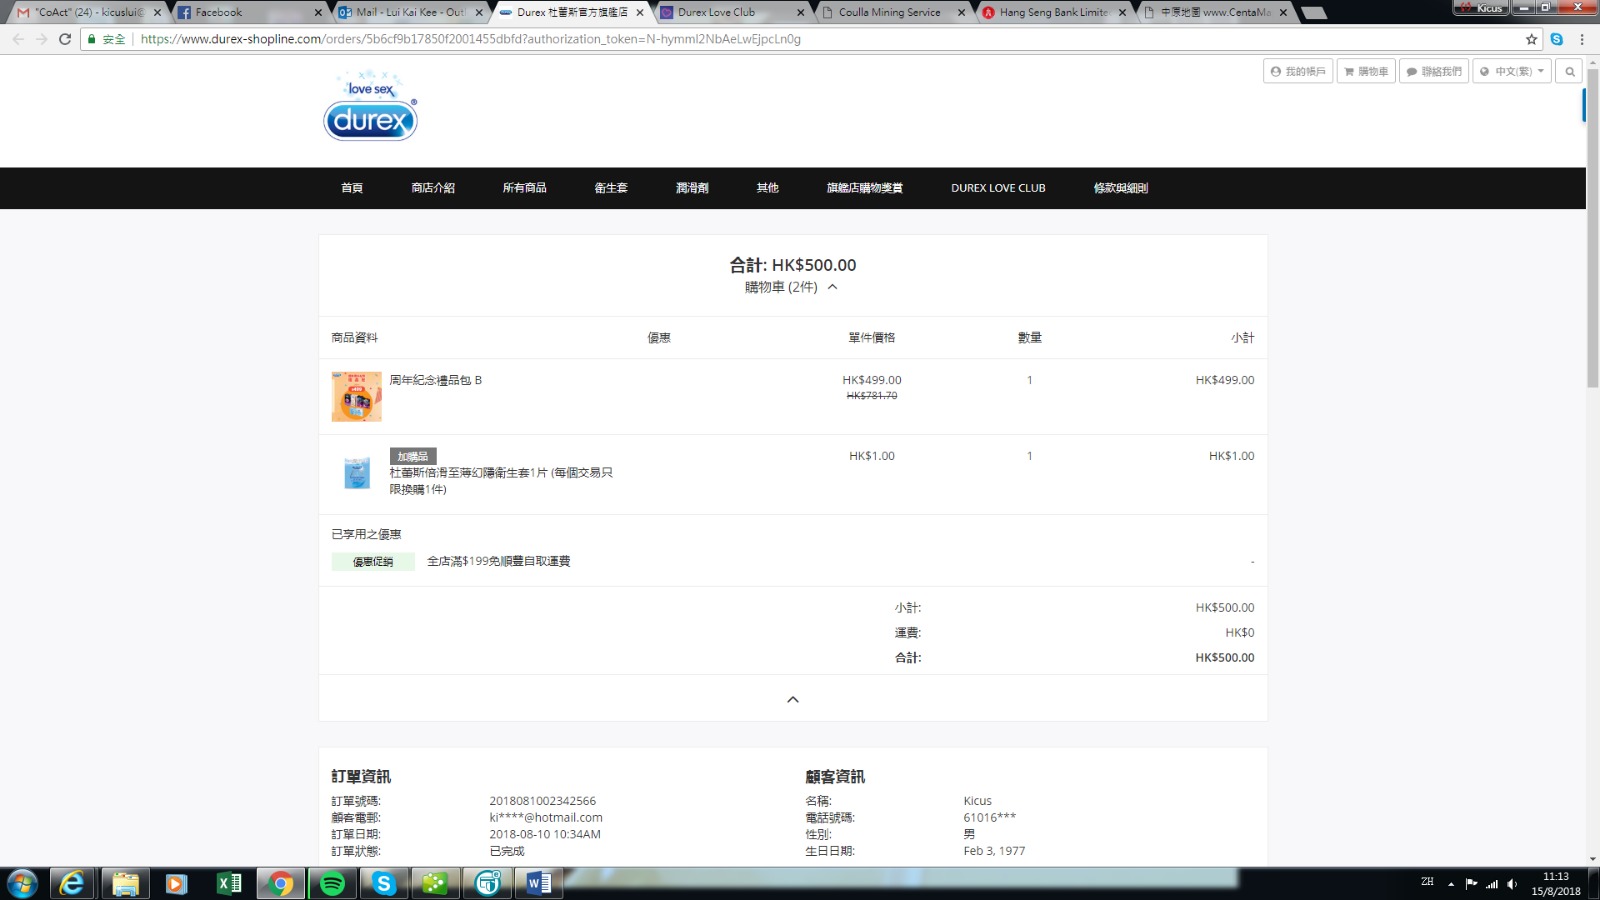 "CoAct" (24) - kicuslui@
Facebook
Mail - Lui Kai Kee - Out
Durex 杜蕾斯官方旗艦店
Durex Love Club
Coulla Mining Service
Hang Seng Bank Limite
中原地圖 www.CentaMa
Kicus
安全
https://www.durex-shopline.com/orders/5b6cf9b17850f2001455dbfd?authorization_token=N-hymmI2NbAeLwEjpcLn0g
我的帳戶
購物車
聯絡我們
中文(繁)
love sex
durex®
首頁
商店介紹
所有商品
衛生套
潤滑劑
其他
旗艦店購物獎賞
DUREX LOVE CLUB
條款與細則
合計: HK$500.00
購物車 (2件)
商品資料
優惠
單件價格
數量
小計
周年紀念禮品包 B
HK$499.00
HK$781.70
1
HK$499.00
加購品
杜蕾斯倍滑至薄幻隱衛生套1片 (每個交易只
限換購1件)
HK$1.00
1
HK$1.00
已享用之優惠
優惠促銷
全店滿$199免順豐自取運費
-
小計:
HK$500.00
運費:
HK$0
合計:
HK$500.00
訂單資訊
訂單號碼:
2018081002342566
顧客電郵:
ki****@hotmail.com
訂單日期:
2018-08-10 10:34AM
訂單狀態:
已完成
顧客資訊
名稱:
Kicus
電話號碼:
61016***
性別:
男
生日日期:
Feb 3, 1977
ZH
11:13
15/8/2018